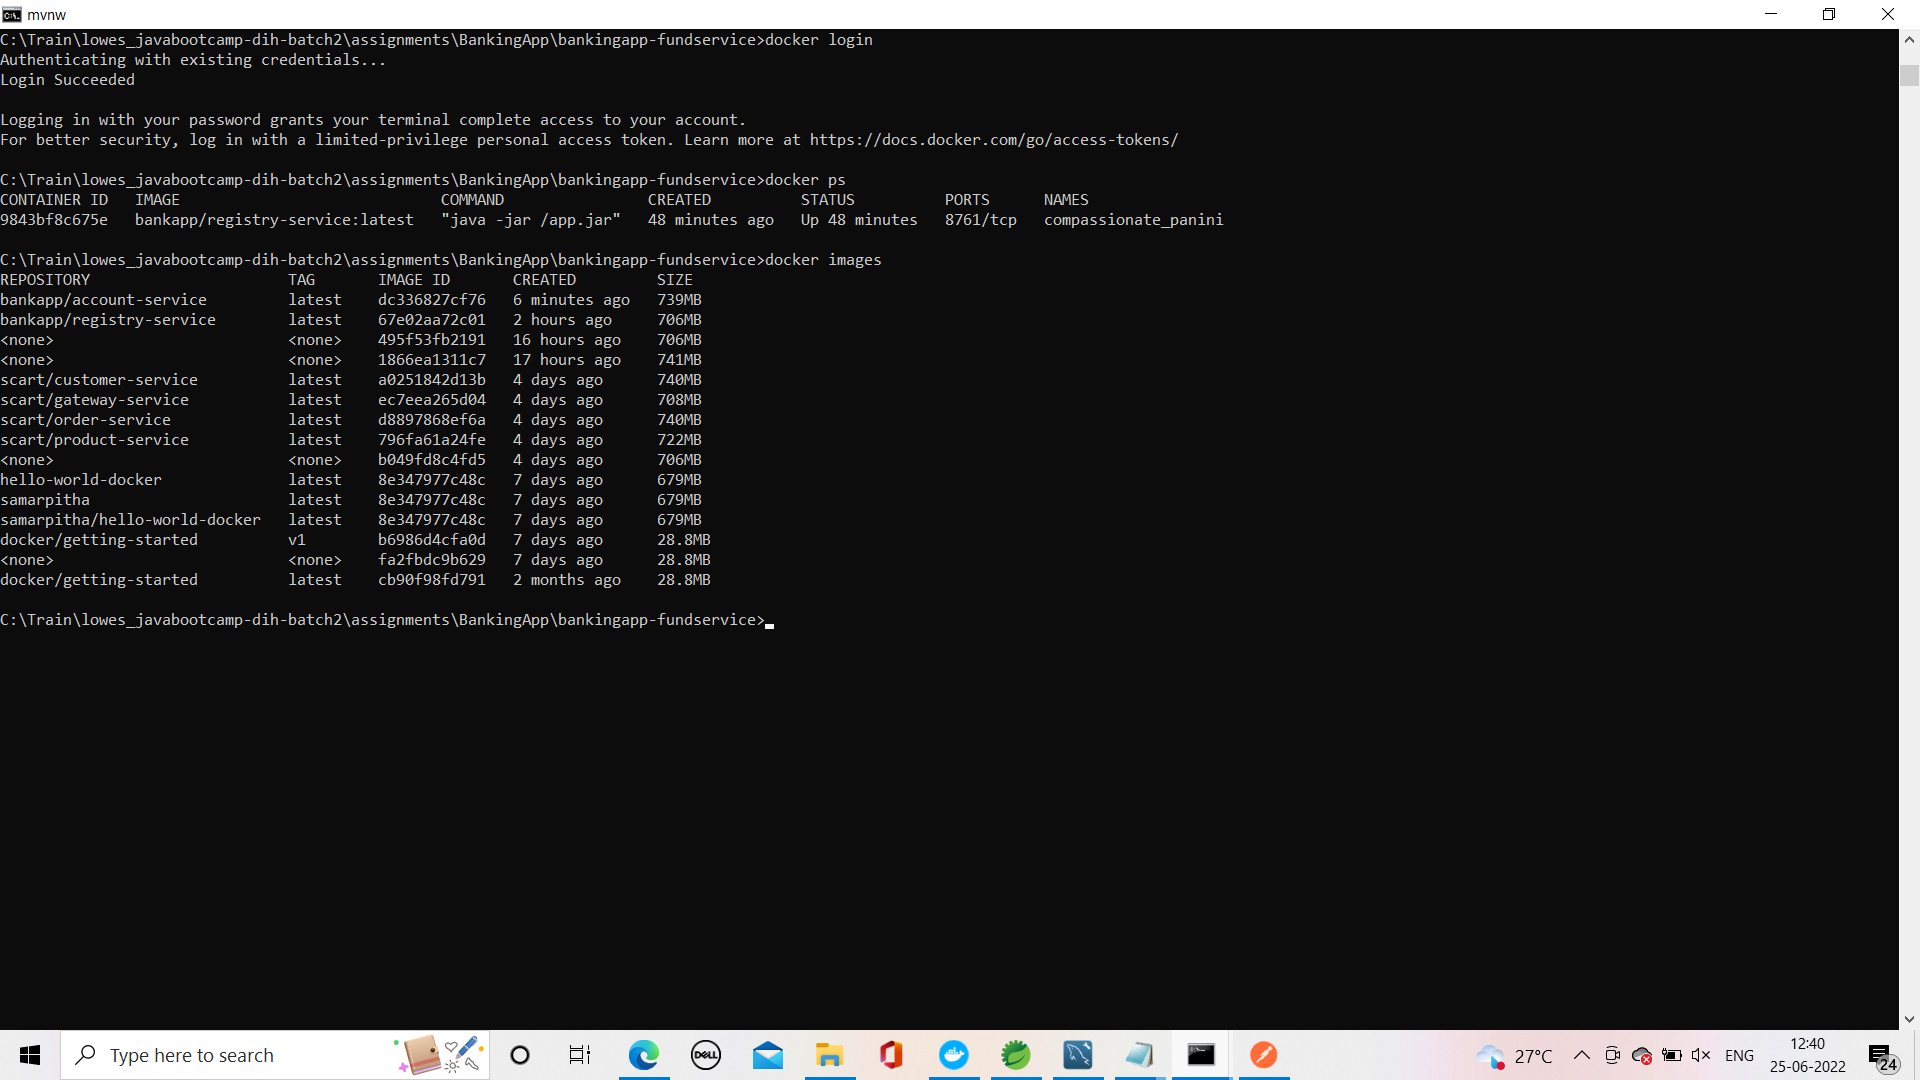 mvnw
C:\Train\lowes_javabootcamp-dih-batch2\assignments\BankingApp\bankingapp-fundservice>docker login
Authenticating with existing credentials...
Login Succeeded
Logging in with your password grants your terminal complete access to your account.
For better security, log in with a limited-privilege personal access token. Learn more at https://docs.docker.com/go/access-tokens/
C:\Train\lowes_javabootcamp-dih-batch2\assignments\BankingApp\bankingapp-fundservice>docker ps
CONTAINER ID   IMAGE                             COMMAND                CREATED          STATUS          PORTS      NAMES
9843bf8c675e   bankapp/registry-service:latest   "java -jar /app.jar"   48 minutes ago   Up 48 minutes   8761/tcp   compassionate_panini
C:\Train\lowes_javabootcamp-dih-batch2\assignments\BankingApp\bankingapp-fundservice>docker images
REPOSITORY                      TAG       IMAGE ID       CREATED         SIZE
bankapp/account-service         latest    dc336827cf76   6 minutes ago   739MB
bankapp/registry-service        latest    67e02aa72c01   2 hours ago     706MB
<none>                          <none>    495f53fb2191   16 hours ago    706MB
<none>                          <none>    1866ea1311c7   17 hours ago    741MB
scart/customer-service          latest    a0251842d13b   4 days ago      740MB
scart/gateway-service           latest    ec7eea265d04   4 days ago      708MB
scart/order-service             latest    d8897868ef6a   4 days ago      740MB
scart/product-service           latest    796fa61a24fe   4 days ago      722MB
<none>                          <none>    b049fd8c4fd5   4 days ago      706MB
hello-world-docker              latest    8e347977c48c   7 days ago      679MB
samarpitha                      latest    8e347977c48c   7 days ago      679MB
samarpitha/hello-world-docker   latest    8e347977c48c   7 days ago      679MB
docker/getting-started          v1        b6986d4cfa0d   7 days ago      28.8MB
<none>                          <none>    fa2fbdc9b629   7 days ago      28.8MB
docker/getting-started          latest    cb90f98fd791   2 months ago    28.8MB
C:\Train\lowes_javabootcamp-dih-batch2\assignments\BankingApp\bankingapp-fundservice>
Type here to search
DELL
27°C
ENG
12:40
25-06-2022
24